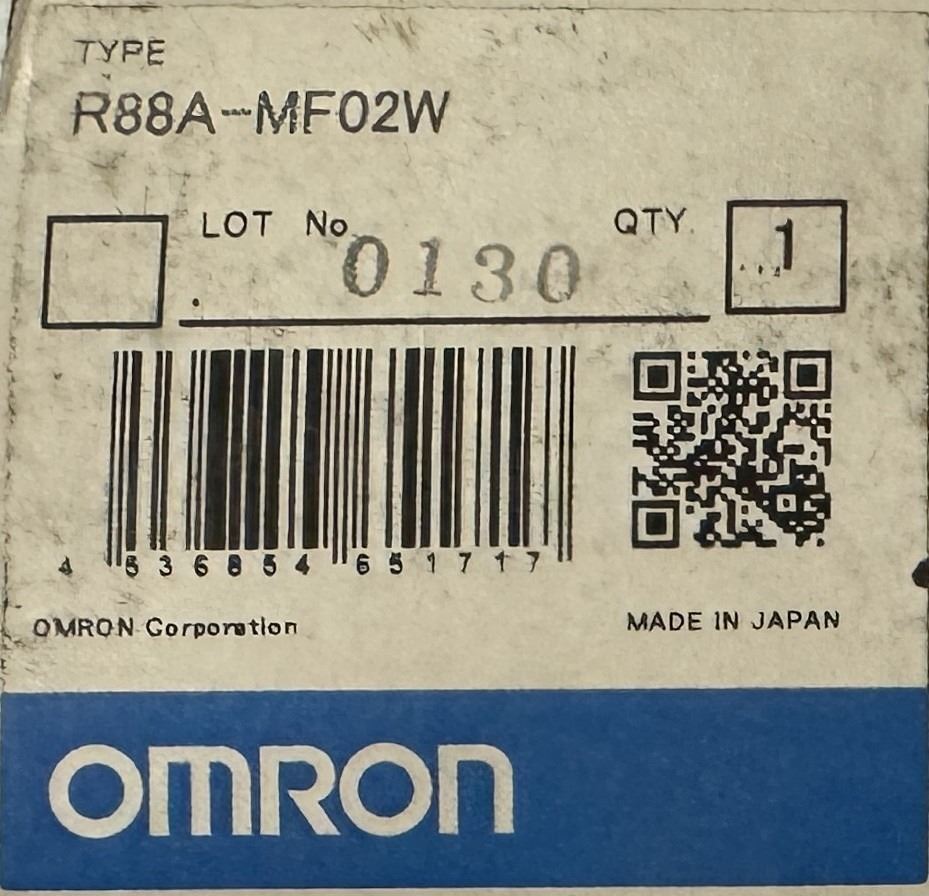 TYPE
R88A-MF02W
LOT No. 0130 QTY. 1
4 536854 651717
OMRON Corporation
MADE IN JAPAN
OMRON